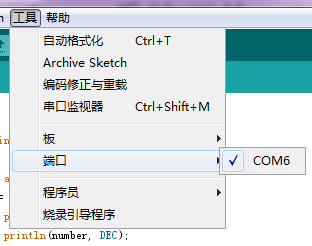 工具 帮助
自动格式化 Ctrl+T
Archive Sketch
编码修正与重载
串口监视器 Ctrl+Shift+M
板
端口
COM6
程序员
烧录引导程序
println(number, DEC);